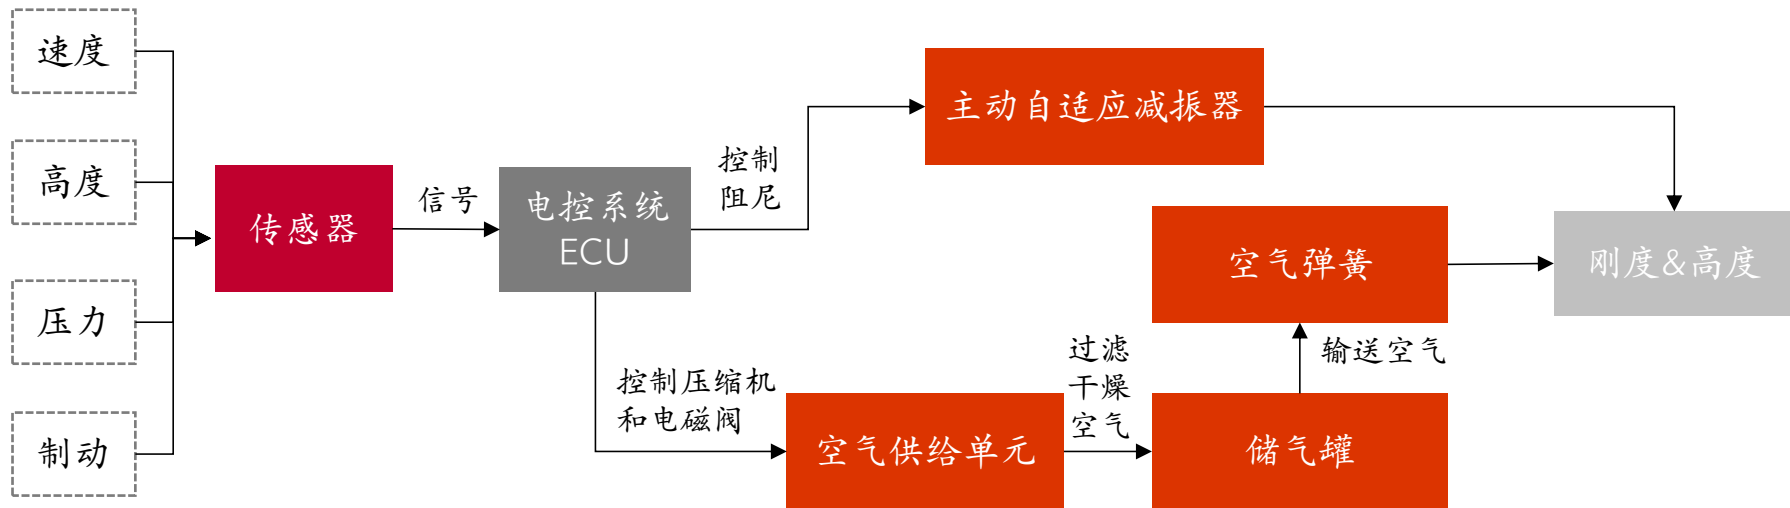 速度
高度
压力
制动
传感器
信号
电控系统
ECU
控制
阻尼
主动自适应减振器
控制压缩机
和电磁阀
空气供给单元
过滤
干燥
空气
储气罐
输送空气
空气弹簧
刚度&高度